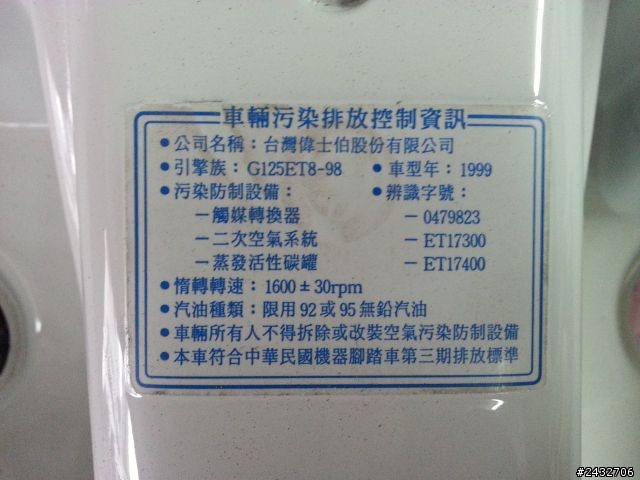 車輛污染排放控制資訊
●公司名稱：台灣偉士伯股份有限公司
●引擎族：G125ET8-98 ●車型年：1999
●污染防制設備： ●辨識字號：
－觸媒轉換器 －0479823
－二次空氣系統 －ET17300
－蒸發活性碳罐 －ET17400
●惰轉轉速：1600±30rpm
●汽油種類：限用92或95無鉛汽油
●車輛所有人不得拆除或改裝空氣污染防制設備
●本車符合中華民國機器腳踏車第三期排放標準
#2432706